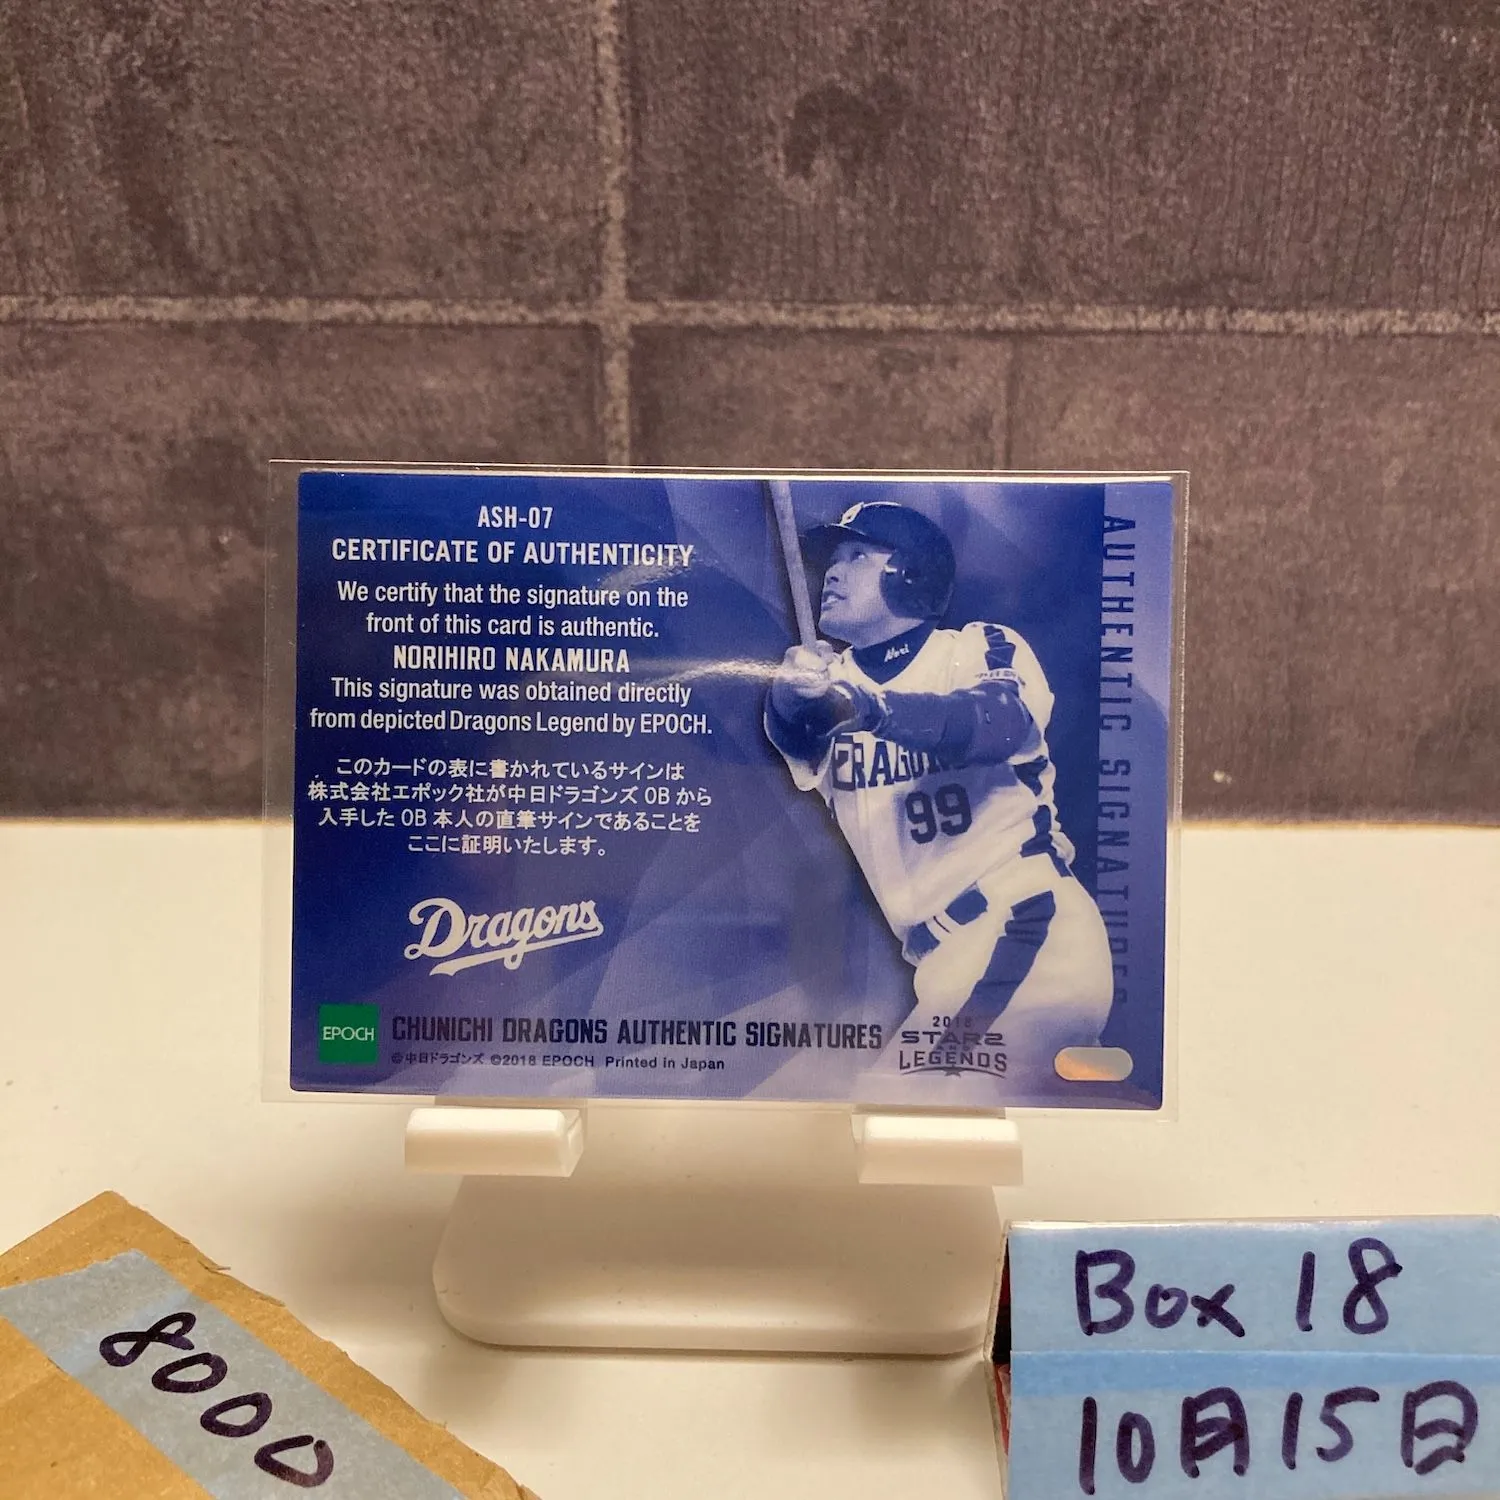 ASH-07
CERTIFICATE OF AUTHENTICITY
We certify that the signature on the
front of this card is authentic.
NORIHIRO NAKAMURA
This signature was obtained directly
from depicted Dragons Legend by EPOCH.
このカードの表に書かれているサインは
株式会社エポック社が中日ドラゴンズ OB から
入手した OB 本人の直筆サインであることを
ここに証明いたします。
Dragons
EPOCH
CHUNICHI DRAGONS AUTHENTIC SIGNATURES
© 中日ドラゴンズ ©2018 EPOCH Printed in Japan
2018
STARS
AND
LEGENDS
AUTHENTIC SIGNATURES
Nori
DRAGONS
99
8000
Box 18
10月15日